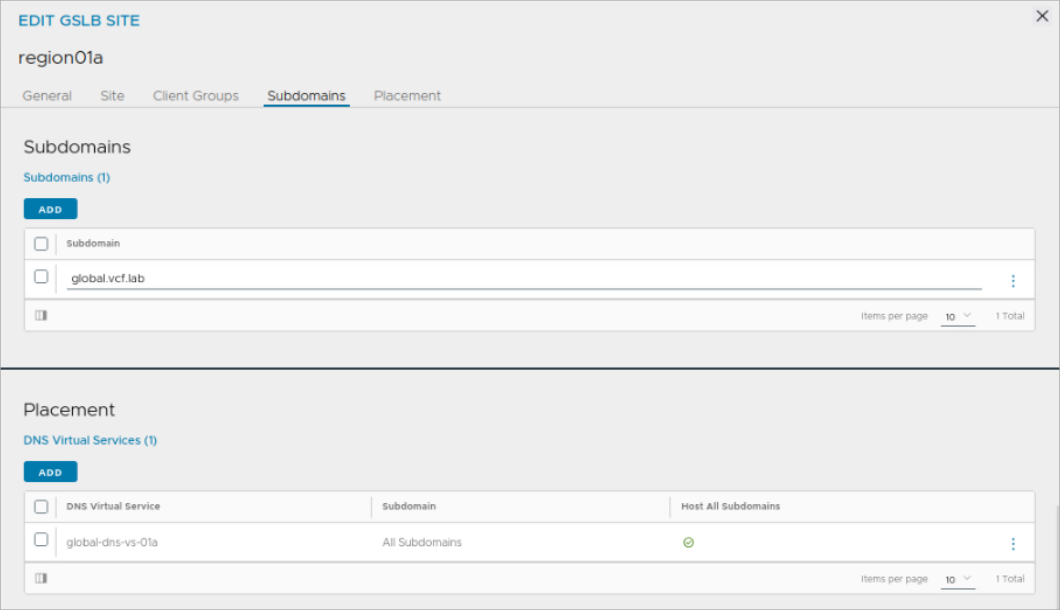 EDIT GSLB SITE
region01a
General Site Client Groups Subdomains Placement
Subdomains
Subdomains (1)
ADD
Subdomain
global.vcf.lab
Items per page 10 1 Total
Placement
DNS Virtual Services (1)
ADD
DNS Virtual Service Subdomain Host All Subdomains
global-dns-vs-01a All Subdomains
Items per page 10 1 Total